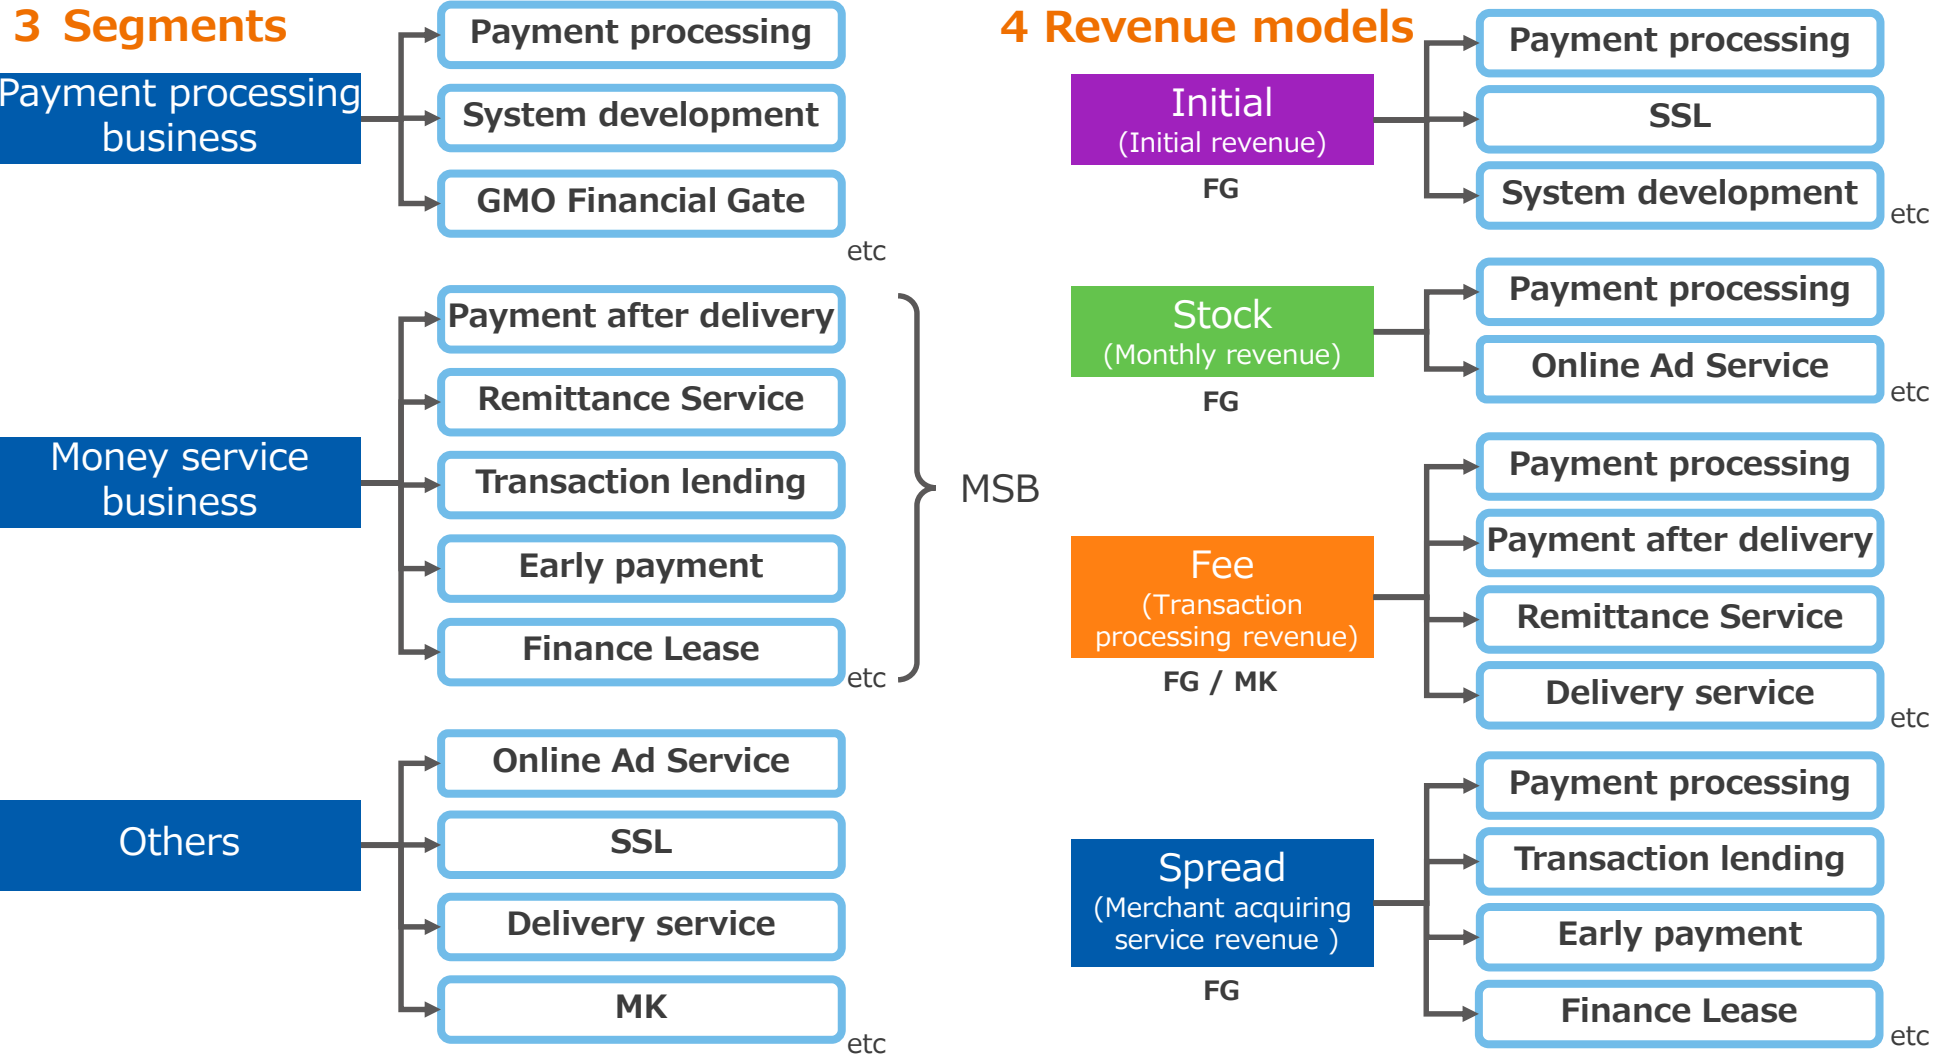 3 Segments
Payment processing
business
Payment processing
System development
GMO Financial Gate
etc
Money service
business
Payment after delivery
Remittance Service
Transaction lending
Early payment
Finance Lease
etc
MSB
Others
Online Ad Service
SSL
Delivery service
MK
etc
4 Revenue models
Initial
(Initial revenue)
FG
Payment processing
SSL
System development
etc
Stock
(Monthly revenue)
FG
Payment processing
Online Ad Service
etc
Fee
(Transaction
processing revenue)
FG / MK
Payment processing
Payment after delivery
Remittance Service
Delivery service
etc
Spread
(Merchant acquiring
service revenue )
FG
Payment processing
Transaction lending
Early payment
Finance Lease
etc